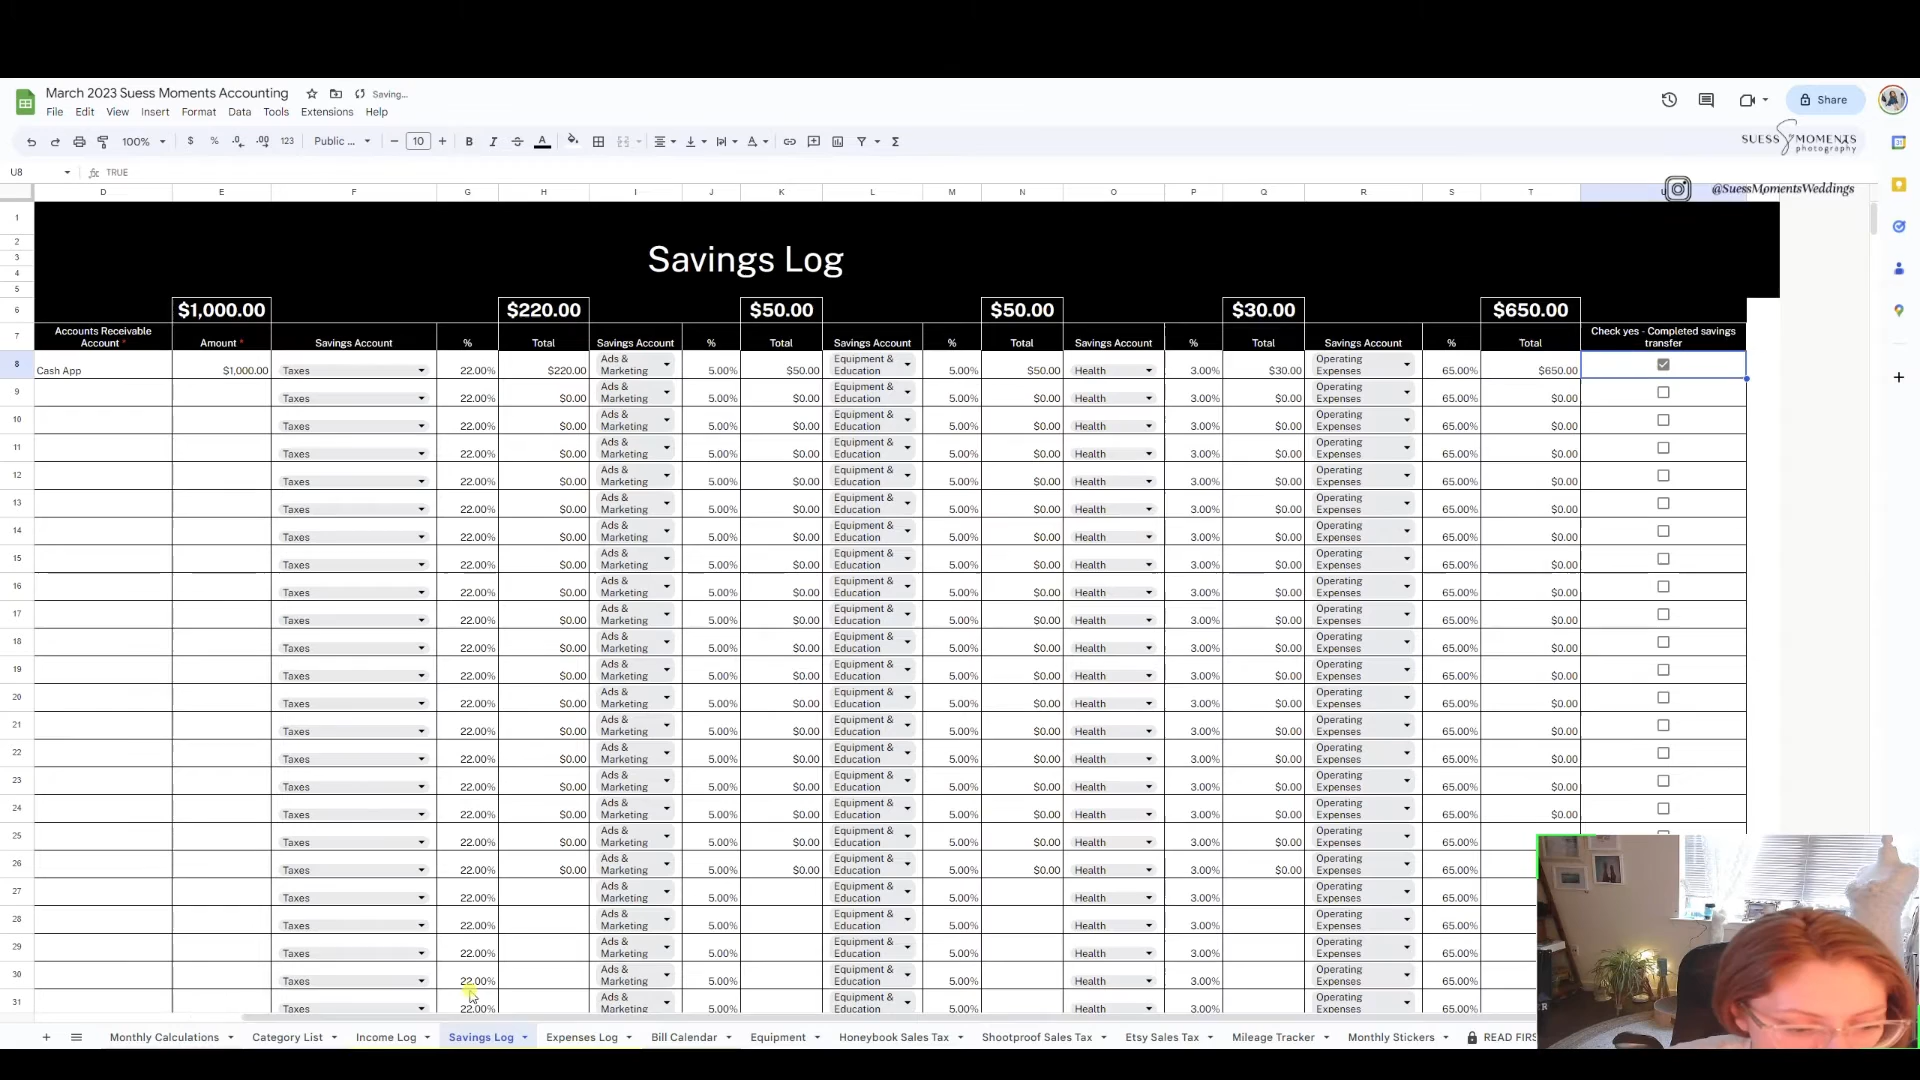 March 2023 Suess Moments Accounting Saving...
File Edit View Insert Format Data Tools Extensions Help
Share
100% $ % .0 .00 123 Public ... 10 B I S A
SUESS MOMENTS
photography
U8 fx TRUE
@SuessMomentsWeddings
D E F G H I J K L M N O P Q R S T
1
2
3 Savings Log
4
5
6 $1,000.00 $220.00 $50.00 $50.00 $30.00 $650.00
7 Accounts Receivable Account * Amount * Savings Account % Total Savings Account % Total Savings Account % Total Savings Account % Total Savings Account % Total Check yes - Completed savings transfer
8 Cash App $1,000.00 Taxes 22.00% $220.00 Ads & Marketing 5.00% $50.00 Equipment & Education 5.00% $50.00 Health 3.00% $30.00 Operating Expenses 65.00% $650.00
9 Taxes 22.00% $0.00 Ads & Marketing 5.00% $0.00 Equipment & Education 5.00% $0.00 Health 3.00% $0.00 Operating Expenses 65.00% $0.00
10 Taxes 22.00% $0.00 Ads & Marketing 5.00% $0.00 Equipment & Education 5.00% $0.00 Health 3.00% $0.00 Operating Expenses 65.00% $0.00
11 Taxes 22.00% $0.00 Ads & Marketing 5.00% $0.00 Equipment & Education 5.00% $0.00 Health 3.00% $0.00 Operating Expenses 65.00% $0.00
12 Taxes 22.00% $0.00 Ads & Marketing 5.00% $0.00 Equipment & Education 5.00% $0.00 Health 3.00% $0.00 Operating Expenses 65.00% $0.00
13 Taxes 22.00% $0.00 Ads & Marketing 5.00% $0.00 Equipment & Education 5.00% $0.00 Health 3.00% $0.00 Operating Expenses 65.00% $0.00
14 Taxes 22.00% $0.00 Ads & Marketing 5.00% $0.00 Equipment & Education 5.00% $0.00 Health 3.00% $0.00 Operating Expenses 65.00% $0.00
15 Taxes 22.00% $0.00 Ads & Marketing 5.00% $0.00 Equipment & Education 5.00% $0.00 Health 3.00% $0.00 Operating Expenses 65.00% $0.00
16 Taxes 22.00% $0.00 Ads & Marketing 5.00% $0.00 Equipment & Education 5.00% $0.00 Health 3.00% $0.00 Operating Expenses 65.00% $0.00
17 Taxes 22.00% $0.00 Ads & Marketing 5.00% $0.00 Equipment & Education 5.00% $0.00 Health 3.00% $0.00 Operating Expenses 65.00% $0.00
18 Taxes 22.00% $0.00 Ads & Marketing 5.00% $0.00 Equipment & Education 5.00% $0.00 Health 3.00% $0.00 Operating Expenses 65.00% $0.00
19 Taxes 22.00% $0.00 Ads & Marketing 5.00% $0.00 Equipment & Education 5.00% $0.00 Health 3.00% $0.00 Operating Expenses 65.00% $0.00
20 Taxes 22.00% $0.00 Ads & Marketing 5.00% $0.00 Equipment & Education 5.00% $0.00 Health 3.00% $0.00 Operating Expenses 65.00% $0.00
21 Taxes 22.00% $0.00 Ads & Marketing 5.00% $0.00 Equipment & Education 5.00% $0.00 Health 3.00% $0.00 Operating Expenses 65.00% $0.00
22 Taxes 22.00% $0.00 Ads & Marketing 5.00% $0.00 Equipment & Education 5.00% $0.00 Health 3.00% $0.00 Operating Expenses 65.00% $0.00
23 Taxes 22.00% $0.00 Ads & Marketing 5.00% $0.00 Equipment & Education 5.00% $0.00 Health 3.00% $0.00 Operating Expenses 65.00% $0.00
24 Taxes 22.00% $0.00 Ads & Marketing 5.00% $0.00 Equipment & Education 5.00% $0.00 Health 3.00% $0.00 Operating Expenses 65.00% $0.00
25 Taxes 22.00% $0.00 Ads & Marketing 5.00% $0.00 Equipment & Education 5.00% $0.00 Health 3.00% $0.00 Operating Expenses 65.00%
26 Taxes 22.00% $0.00 Ads & Marketing 5.00% $0.00 Equipment & Education 5.00% $0.00 Health 3.00% $0.00 Operating Expenses 65.00%
27 Taxes 22.00% Ads & Marketing 5.00% Equipment & Education 5.00% Health 3.00% Operating Expenses 65.00%
28 Taxes 22.00% Ads & Marketing 5.00% Equipment & Education 5.00% Health 3.00% Operating Expenses 65.00%
29 Taxes 22.00% Ads & Marketing 5.00% Equipment & Education 5.00% Health 3.00% Operating Expenses 65.00%
30 Taxes 22.00% Ads & Marketing 5.00% Equipment & Education 5.00% Health 3.00% Operating Expenses 65.00%
31 Taxes 22.00% Ads & Marketing 5.00% Equipment & Education 5.00% Health 3.00% Operating Expenses 65.00%
Monthly Calculations Category List Income Log Savings Log Expenses Log Bill Calendar Equipment Honeybook Sales Tax Shootproof Sales Tax Etsy Sales Tax Mileage Tracker Monthly Stickers READ FIRS